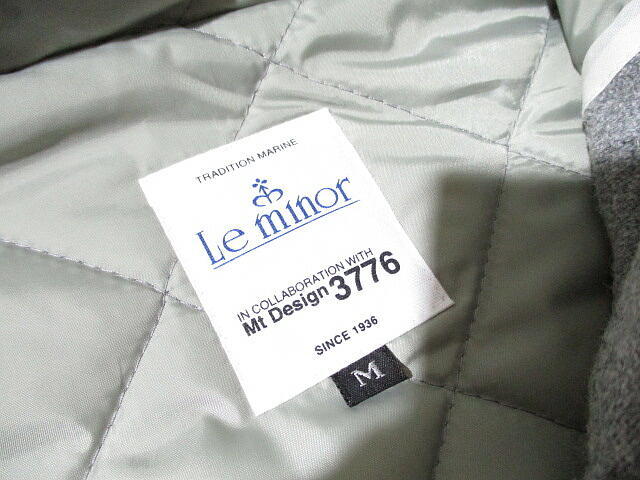 TRADITION MARINE
Le minor
IN COLLABORATION WITH
Mt Design 3776
SINCE 1936
M